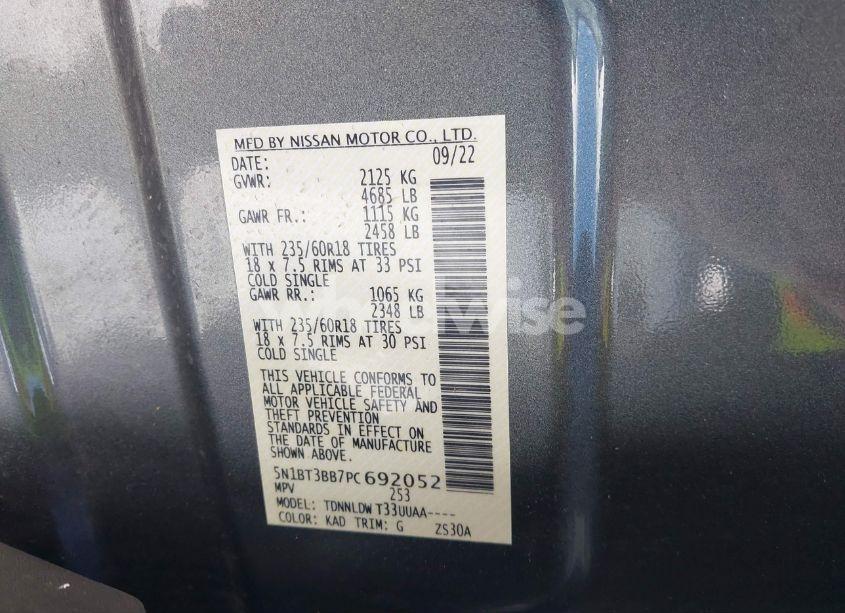 MFD BY NISSAN MOTOR CO., LTD.
DATE: 09/22
GVWR: 2125 KG
4685 LB
GAWR FR.: 1115 KG
2458 LB
WITH 235/60R18 TIRES
18 x 7.5 RIMS AT 33 PSI
COLD SINGLE
GAWR RR.: 1065 KG
2348 LB
WITH 235/60R18 TIRES
18 x 7.5 RIMS AT 30 PSI
COLD SINGLE
THIS VEHICLE CONFORMS TO
ALL APPLICABLE FEDERAL
MOTOR VEHICLE SAFETY AND
THEFT PREVENTION
STANDARDS IN EFFECT ON
THE DATE OF MANUFACTURE
SHOWN ABOVE.
5N1BT3BB7PC692052
MPV 253
MODEL: TDNNLDW T33UUAA----
COLOR: KAD TRIM: G ZS30A